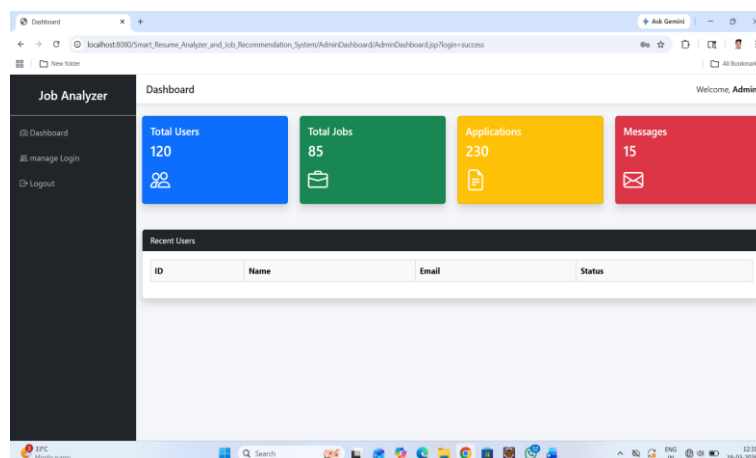 Dashboard
Ask Gemini
localhost:8080/Smart_Resume_Analyzer_and_Job_Recommendation_System/AdminDashboard/AdminDashboard.jsp?login=success
New folder
All Bookmark
Job Analyzer
Dashboard
Welcome, Admin
Dashboard
manage Login
Logout
Total Users
120
Total Jobs
85
Applications
230
Messages
15
Recent Users
ID Name Email Status
Search
ENG
IN